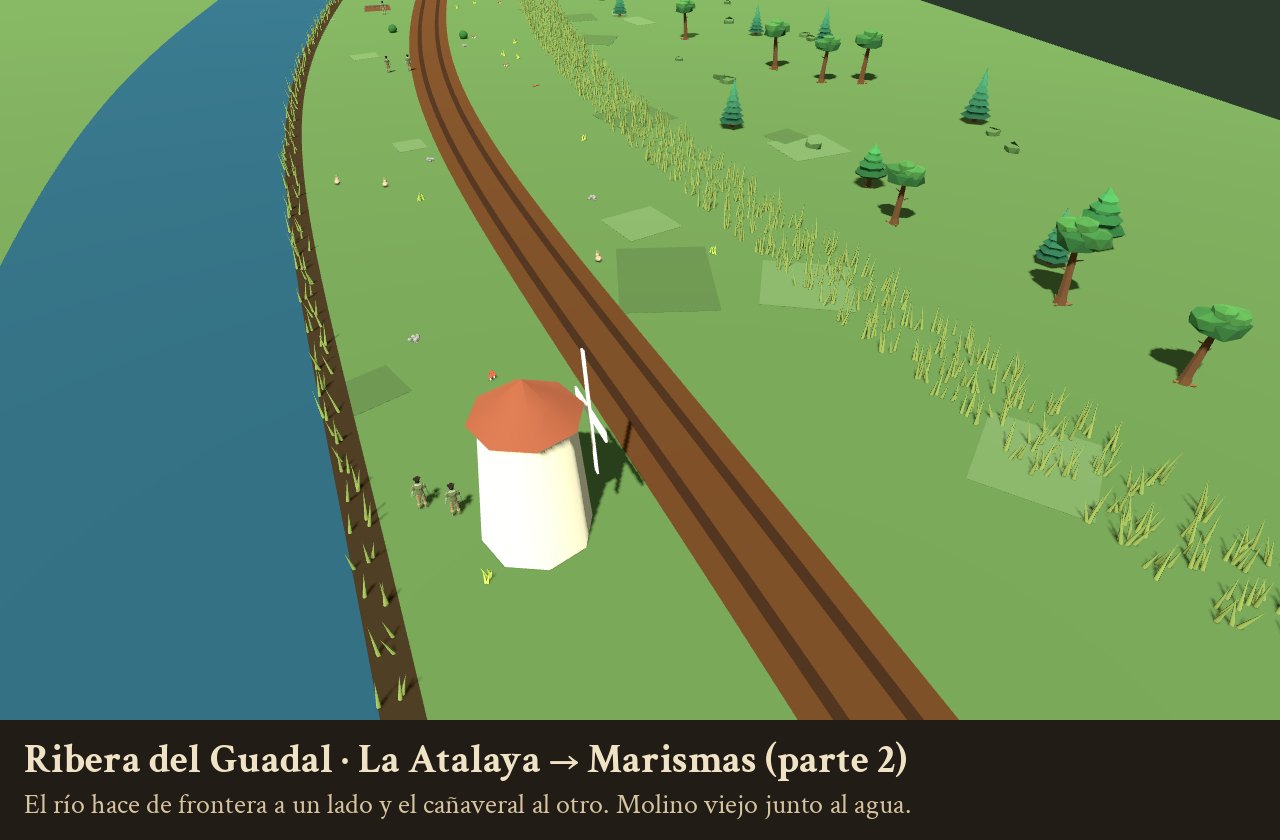 Ribera del Guadal · La Atalaya → Marismas (parte 2)
El río hace de frontera a un lado y el cañaveral al otro. Molino viejo junto al agua.